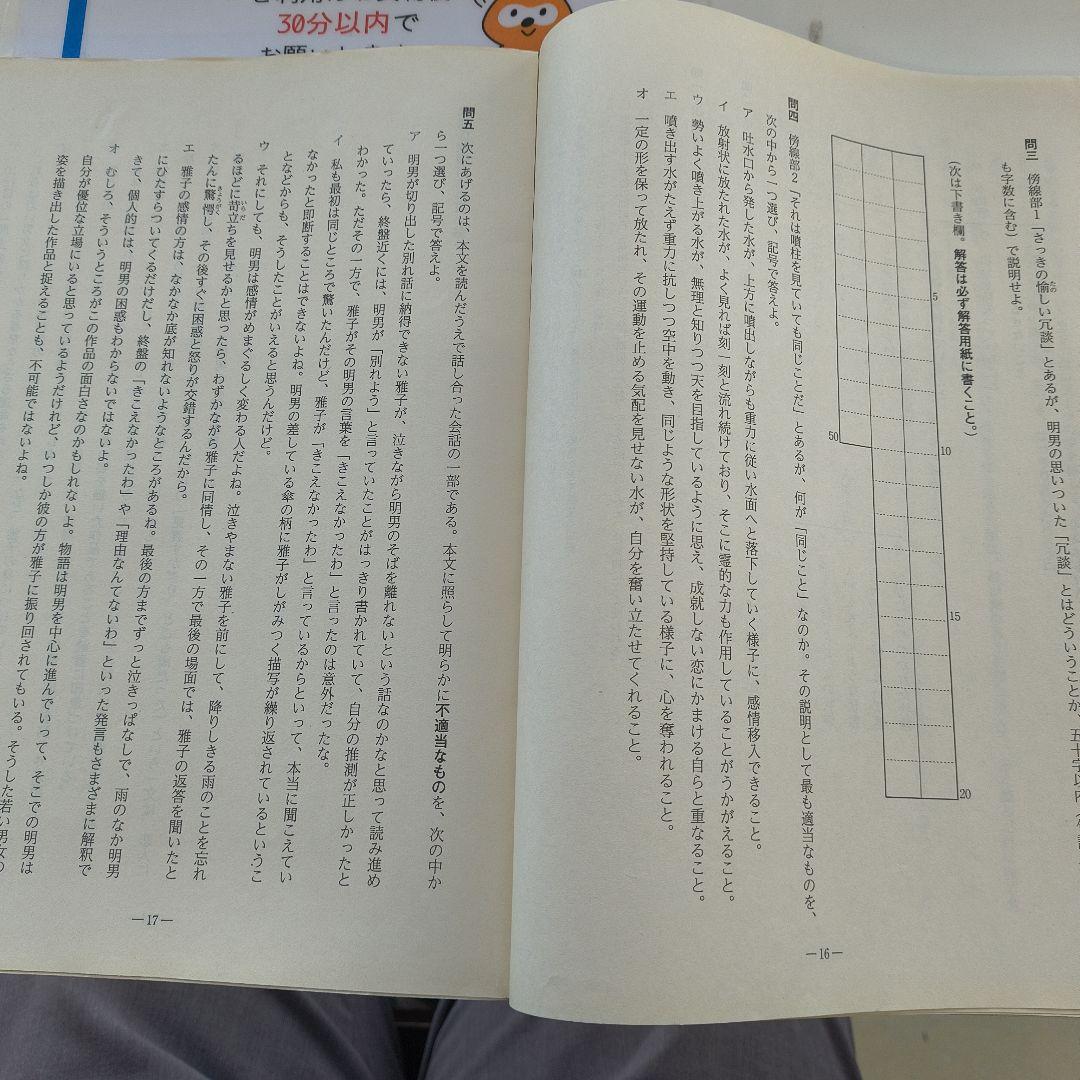 30分以内で
問三 傍線部1「さっきの愉しい冗談」とあるが、明男の思いついた「冗談」とはどういうことか。
も字数に含む）で説明せよ。
（次は下書き欄。解答は必ず解答用紙に書くこと。）
5
10
15
20
50
問四 傍線部2「それは噴柱を見ていても同じことだ」とあるが、何が「同じこと」なのか。その説明として最も適当なものを、
次の中から一つ選び、記号で答えよ。
ア 吐水口から発した水が、上方に噴出しながらも重力に従い水面へと落下していく様子に、感情移入できること。
イ 放射状に放たれた水が、よく見れば刻一刻と流れ続けており、そこに霊的な力も作用していることがうかがえること。
ウ 勢いよく噴き上がる水が、無理と知りつつ天を目指しているように思え、成就しない恋にかまける自らと重なること。
エ 噴き出す水がたえず重力に抗しつつ空中を動き、同じような形状を堅持している様子に、心を奪われること。
オ 一定の形を保って放たれ、その運動を止める気配を見せない水が、自分を奮い立たせてくれること。
―16―
問五 次にあげるのは、本文を読んだうえで話し合った会話の一部である。本文に照らして明らかに不適当なものを、次の中か
ら一つ選び、記号で答えよ。
ア 明男が切り出した別れ話に納得できない雅子が、泣きながら明男のそばを離れないという話なのかなと思って読み進め
ていったら、終盤近くには、明男が「別れよう」と言っていたことがはっきり書かれていて、自分の推測が正しかったと
わかった。ただその一方で、雅子がその明男の言葉を「きこえなかったわ」と言ったのは意外だったな。
イ 私も最初は同じところで驚いたんだけど、雅子が「きこえなかったわ」と言っているからといって、本当に聞こえてい
なかったと即断することはできないよね。明男の差している傘の柄に雅子がしがみつく描写が繰り返されているというこ
となどからも、そうしたことがいえると思うんだけど。
ウ それにしても、明男は感情がめまぐるしく変わる人だよね。泣きやまない雅子を前にして、降りしきる雨のことを忘れ
るほどに苛立ちを見せるかと思ったら、わずかながら雅子に同情し、その一方で最後の場面では、雅子の返答を聞いたと
たんに驚愕し、その後すぐに困惑と怒りが交錯するんだから。
エ 雅子の感情の方は、なかなか底が知れないようなところがあるね。最後の方までずっと泣きっぱなしで、雨のなか明男
にひたすらついてくるだけだし、終盤の「きこえなかったわ」や「理由なんてないわ」といった発言もさまざまに解釈で
きて、個人的には、明男の困惑もわからないではないよ。
オ むしろ、そういうところがこの作品の面白さなのかもしれないよ。物語は明男を中心に進んでいって、そこでの明男は
自分が優位な立場にいると思っているようだけれど、いつしか彼の方が雅子に振り回されてもいる。そうした若い男女の
姿を描き出した作品と捉えることも、不可能ではないよね。
―17―